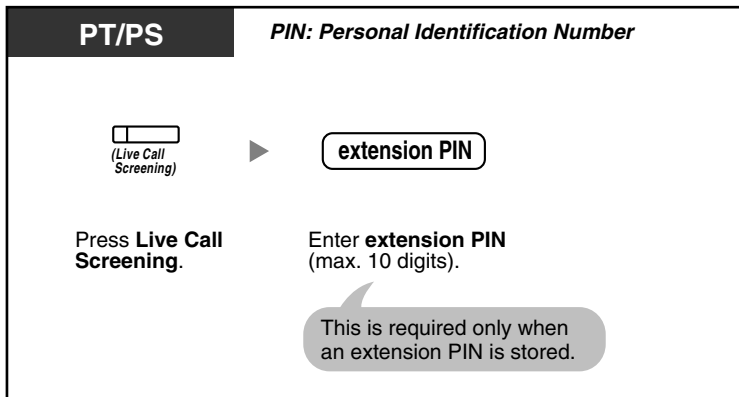 PT/PS
PIN: Personal Identification Number
(Live Call
Screening)
extension PIN
Press Live Call
Screening.
Enter extension PIN
(max. 10 digits).
This is required only when
an extension PIN is stored.